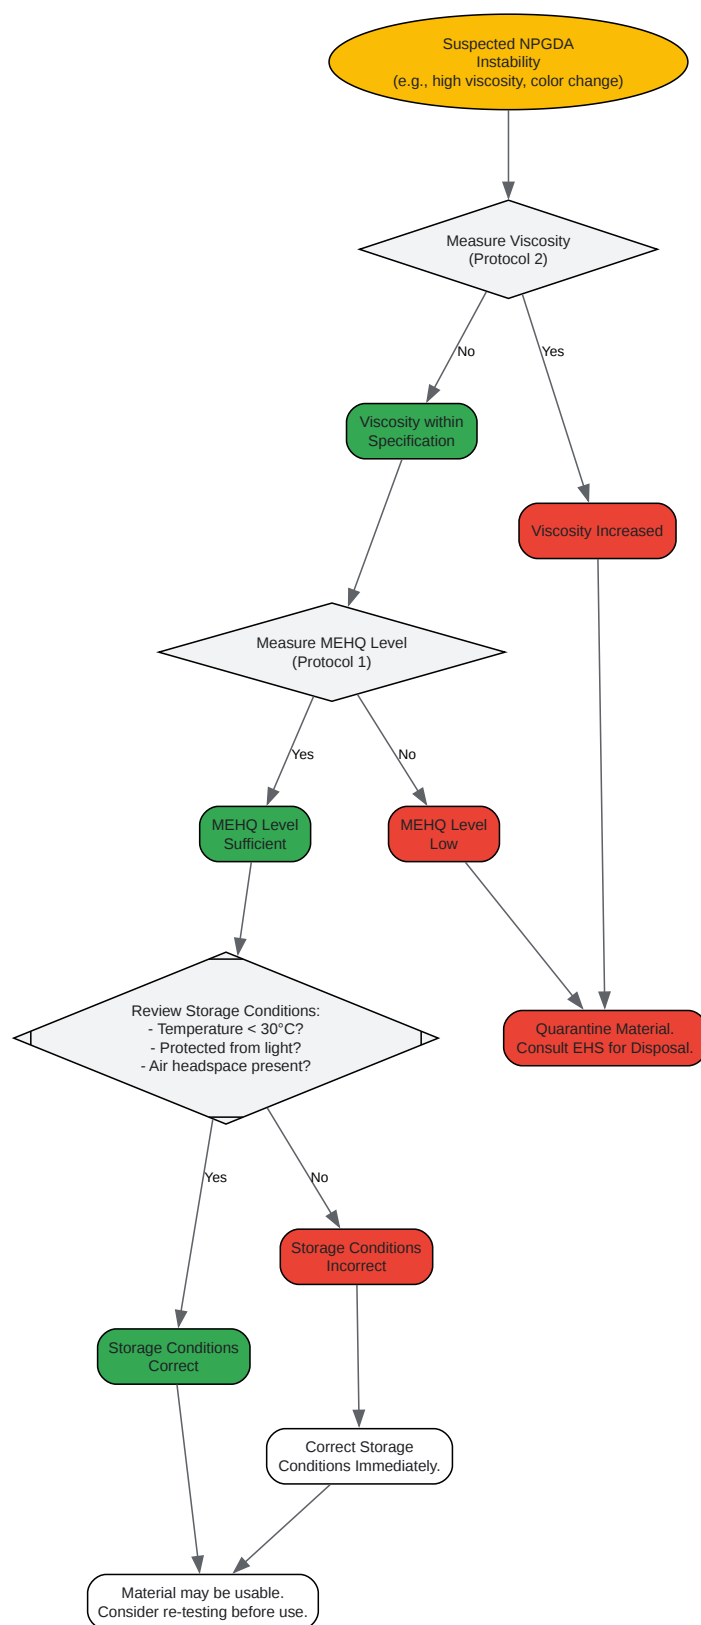 Suspected NPGDA
Instability
(e.g., high viscosity, color change)
Measure Viscosity
(Protocol 2)
No
Yes
Viscosity within
Specification
Viscosity Increased
Measure MEHQ Level
(Protocol 1)
Yes
No
MEHQ Level
Sufficient
MEHQ Level
Low
Review Storage Conditions:
- Temperature < 30°C?
- Protected from light?
- Air headspace present?
Quarantine Material.
Consult EHS for Disposal.
Yes
No
Storage Conditions
Incorrect
Storage Conditions
Correct
Correct Storage
Conditions Immediately.
Material may be usable.
Consider re-testing before use.